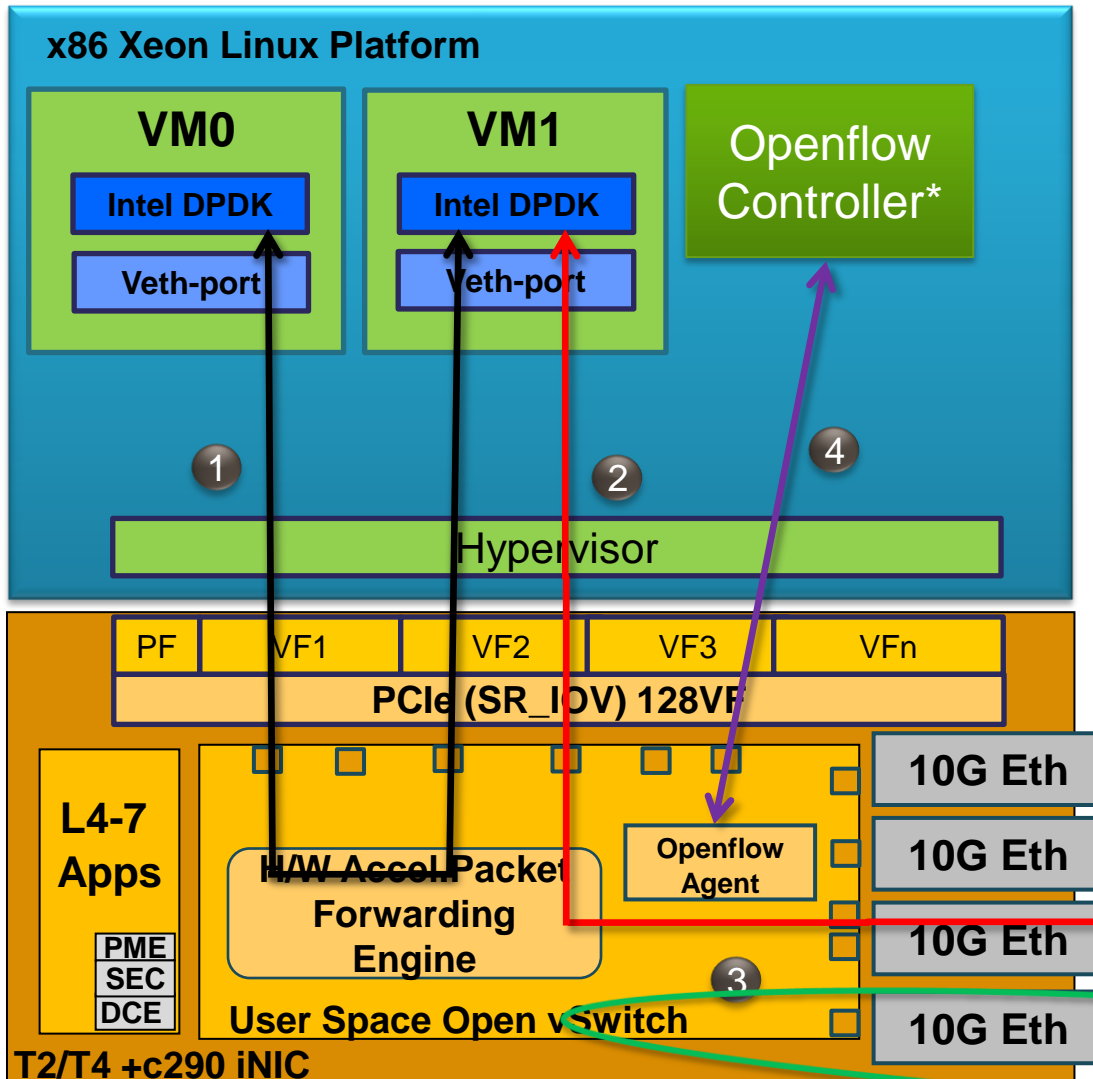 x86 Xeon Linux Platform
VM0
Intel DPDK
Veth-port
VM1
Intel DPDK
Veth-port
Openflow
Controller*
1
2
4
Hypervisor
PF
VF1
VF2
VF3
VFn
PCIe (SR_IOV) 128VF
L4-7
Apps
PME
SEC
DCE
H/W Accel.Packet
Forwarding
Engine
Openflow
Agent
3
User Space Open vSwitch
10G Eth
10G Eth
10G Eth
10G Eth
T2/T4 +c290 iNIC